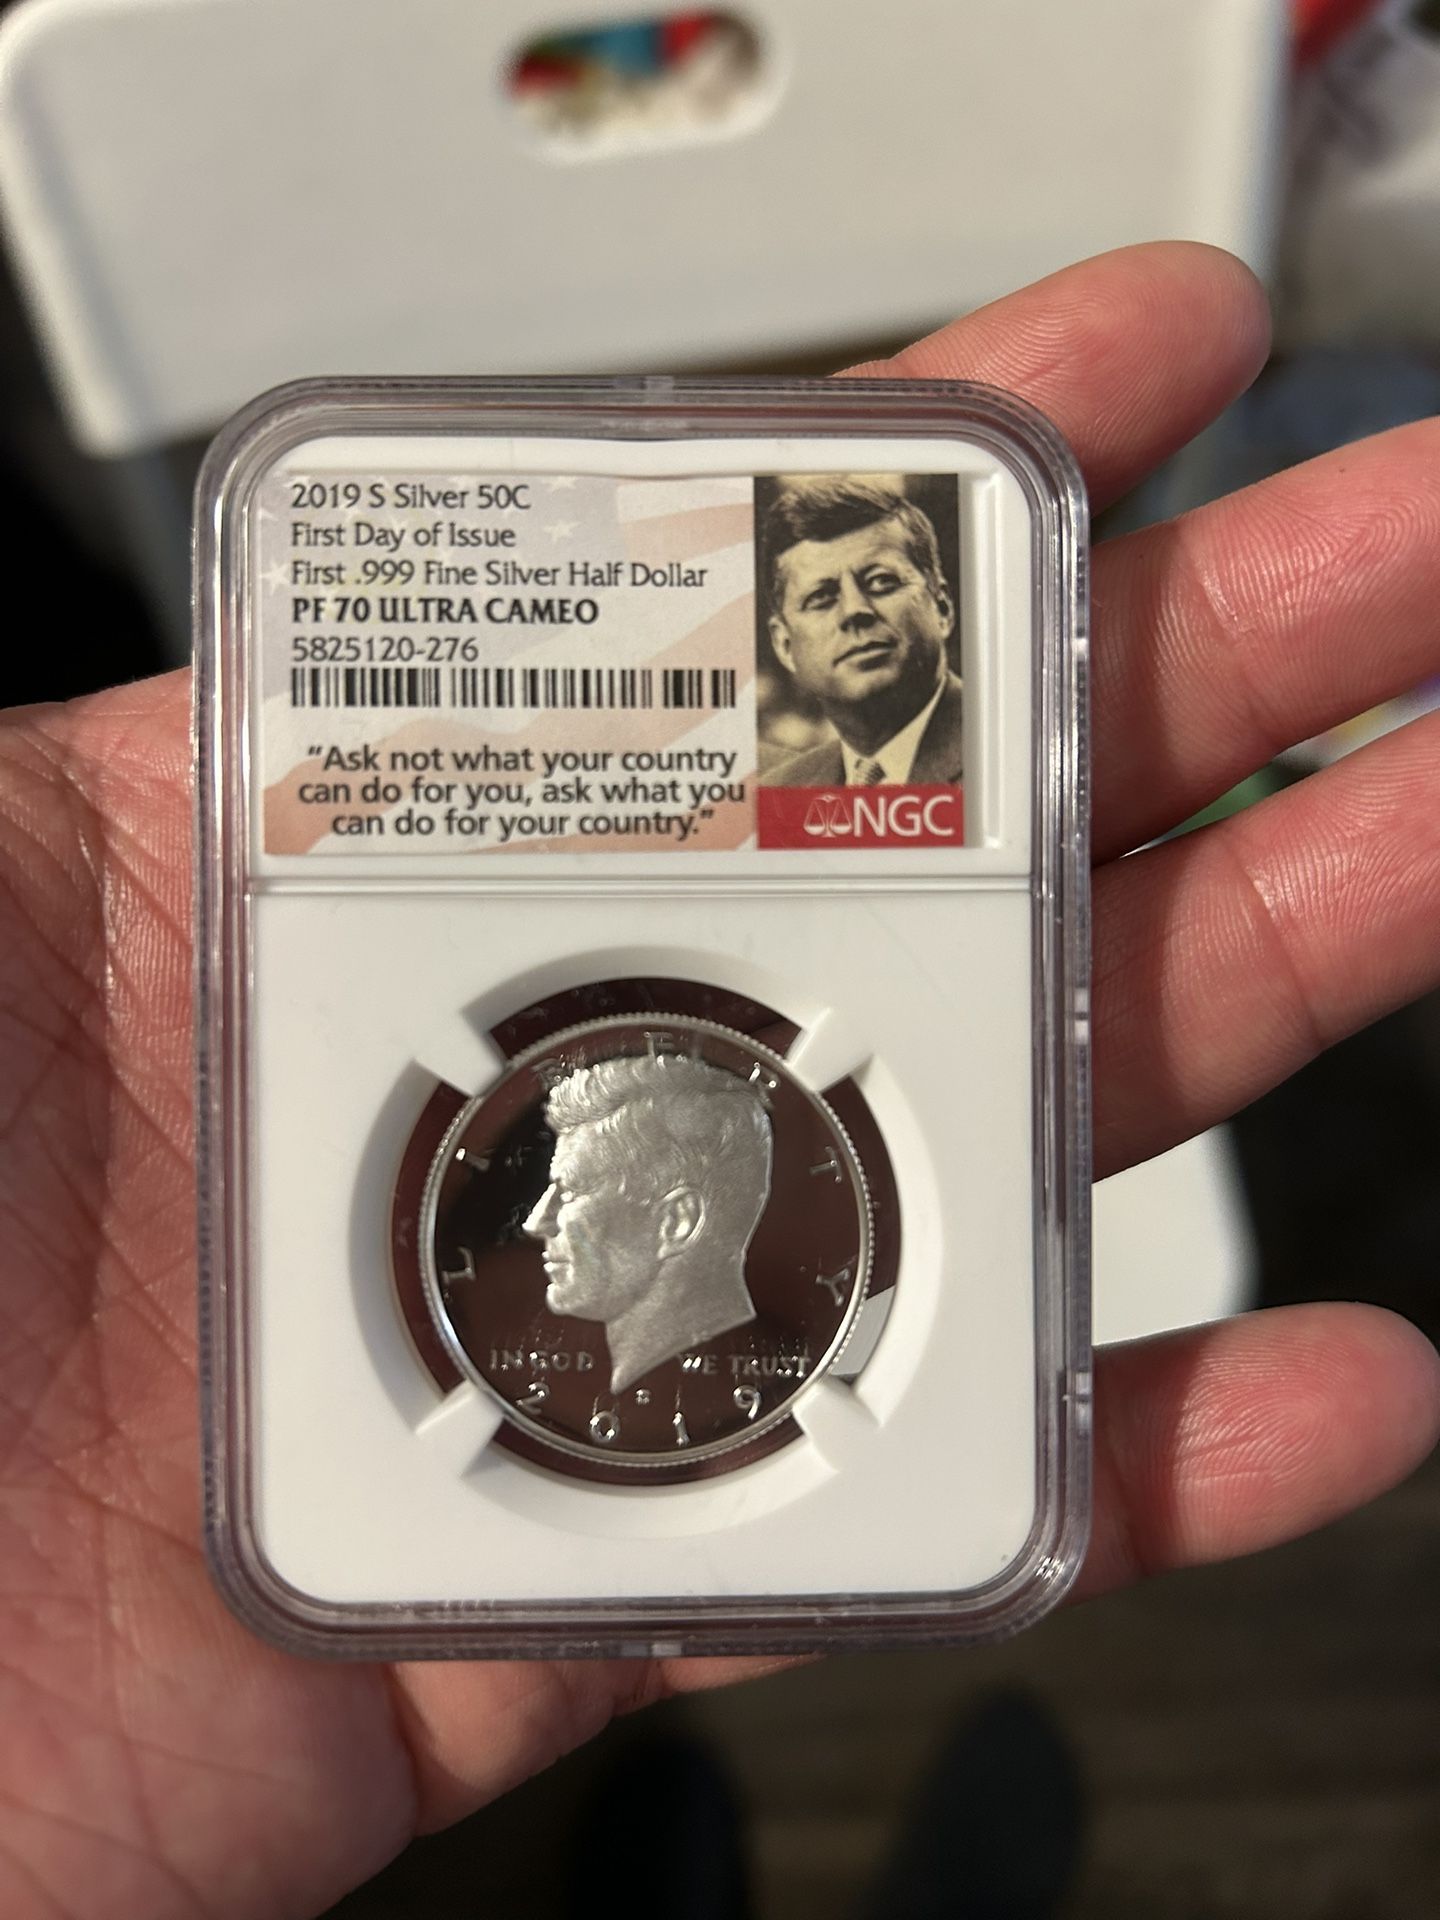 2019 S Silver 50C
First Day of Issue
First .999 Fine Silver Half Dollar
PF 70 ULTRA CAMEO
5825120-276
"Ask not what your country
can do for you, ask what you
can do for your country."
NGC
LIBERTY
IN GOD WE TRUST
2019